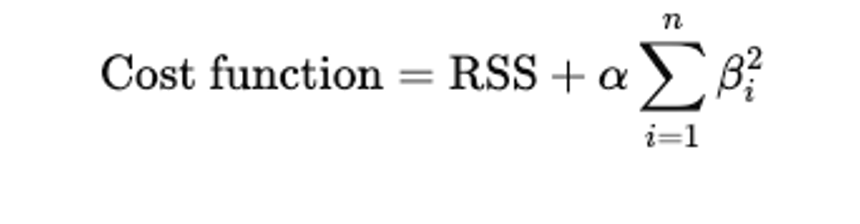 Cost function = RSS + α ∑_{i=1}^{n} β_i^2